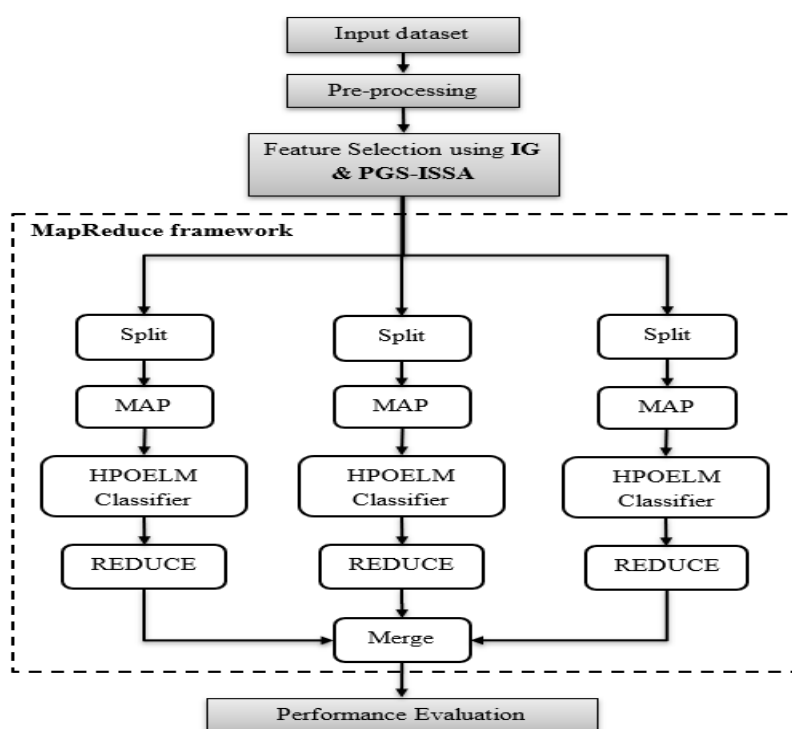 Input dataset
Pre-processing
Feature Selection using IG
& PGS-ISSA
MapReduce framework
Split
Split
Split
MAP
MAP
MAP
HPOELM
Classifier
HPOELM
Classifier
HPOELM
Classifier
REDUCE
REDUCE
REDUCE
Merge
Performance Evaluation